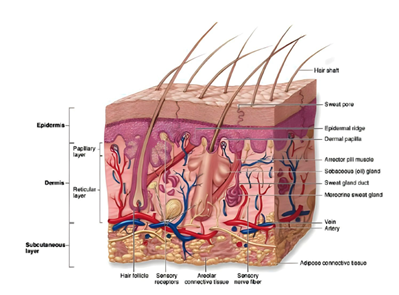 Hair shaft
Sweat pore
Epidermis
Epidermal ridge
Dermal papilla
Papillary
layer
Arrector pili muscle
Sebaceous (oil) gland
Dermis
Reticular
layer
Sweat gland duct
Merocrine sweat gland
Vein
Artery
Subcutaneous
layer
Adipose connective tissue
Hair follicle
Sensory
receptors
Areolar
connective tissue
Sensory
nerve fiber